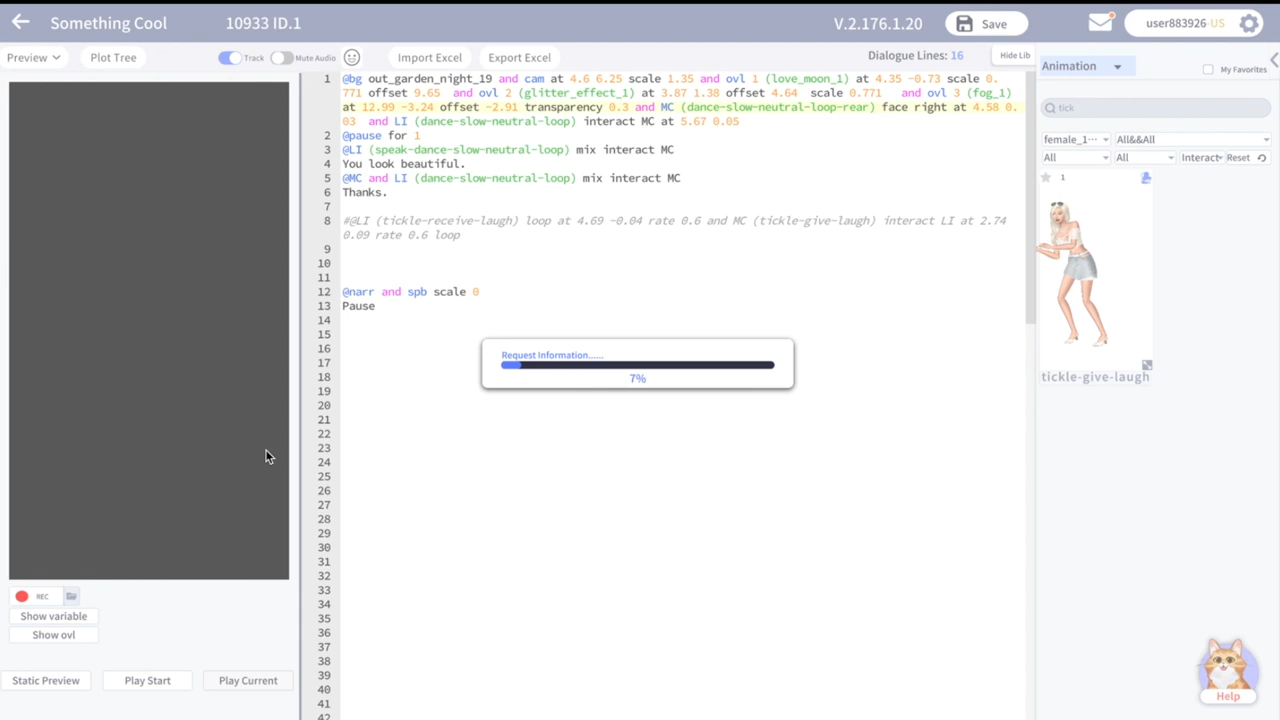 Something Cool
10933 ID.1
V.2.176.1.20
Save
user883926-US
Preview
Plot Tree
Track
Mute Audio
Import Excel
Export Excel
Dialogue Lines: 16
Hide Lib
Animation
My Favorites
tick
female_1···
All&&All
All
All
Interact
Reset
1
tickle-give-laugh
1 @bg out_garden_night_19 and cam at 4.6 6.25 scale 1.35 and ovl 1 (love_moon_1) at 4.35 -0.73 scale 0.
771 offset 9.65 and ovl 2 (glitter_effect_1) at 3.87 1.38 offset 4.64 scale 0.771 and ovl 3 (fog_1)
at 12.99 -3.24 offset -2.91 transparency 0.3 and MC (dance-slow-neutral-loop-rear) face right at 4.58 0.
03 and LI (dance-slow-neutral-loop) interact MC at 5.67 0.05
2 @pause for 1
3 @LI (speak-dance-slow-neutral-loop) mix interact MC
4 You look beautiful.
5 @MC and LI (dance-slow-neutral-loop) mix interact MC
6 Thanks.
7
8 #@LI (tickle-receive-laugh) loop at 4.69 -0.04 rate 0.6 and MC (tickle-give-laugh) interact LI at 2.74
0.09 rate 0.6 loop
9
10
11
12 @narr and spb scale 0
13 Pause
14
15
16
17
18
19
20
21
22
23
24
25
26
27
28
29
30
31
32
33
34
35
36
37
38
39
40
41
42
Request Information......
7%
REC
Show variable
Show ovl
Static Preview
Play Start
Play Current
Help